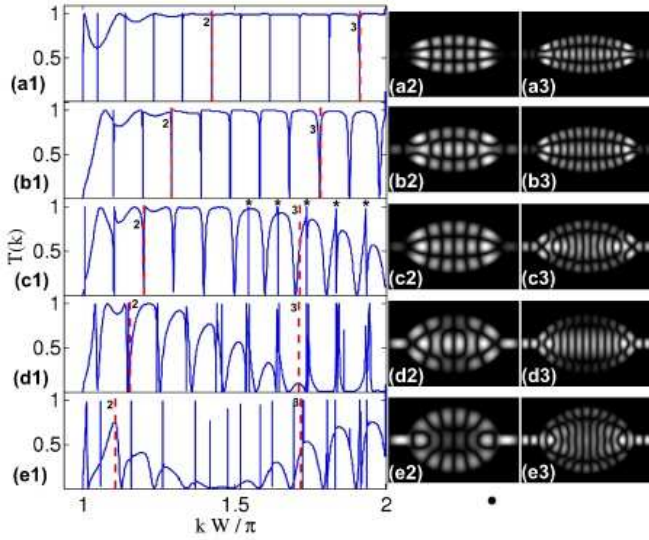 1
0.5
2
3
(a1)
(a2)
(a3)
1
0.5
2
3
(b1)
(b2)
(b3)
1
0.5
2
3
* * * * *
(c1)
(c2)
(c3)
T(k)
1
0.5
2
3
(d1)
(d2)
(d3)
1
0.5
2
3
(e1)
(e2)
(e3)
1 1.5 2
k W / π